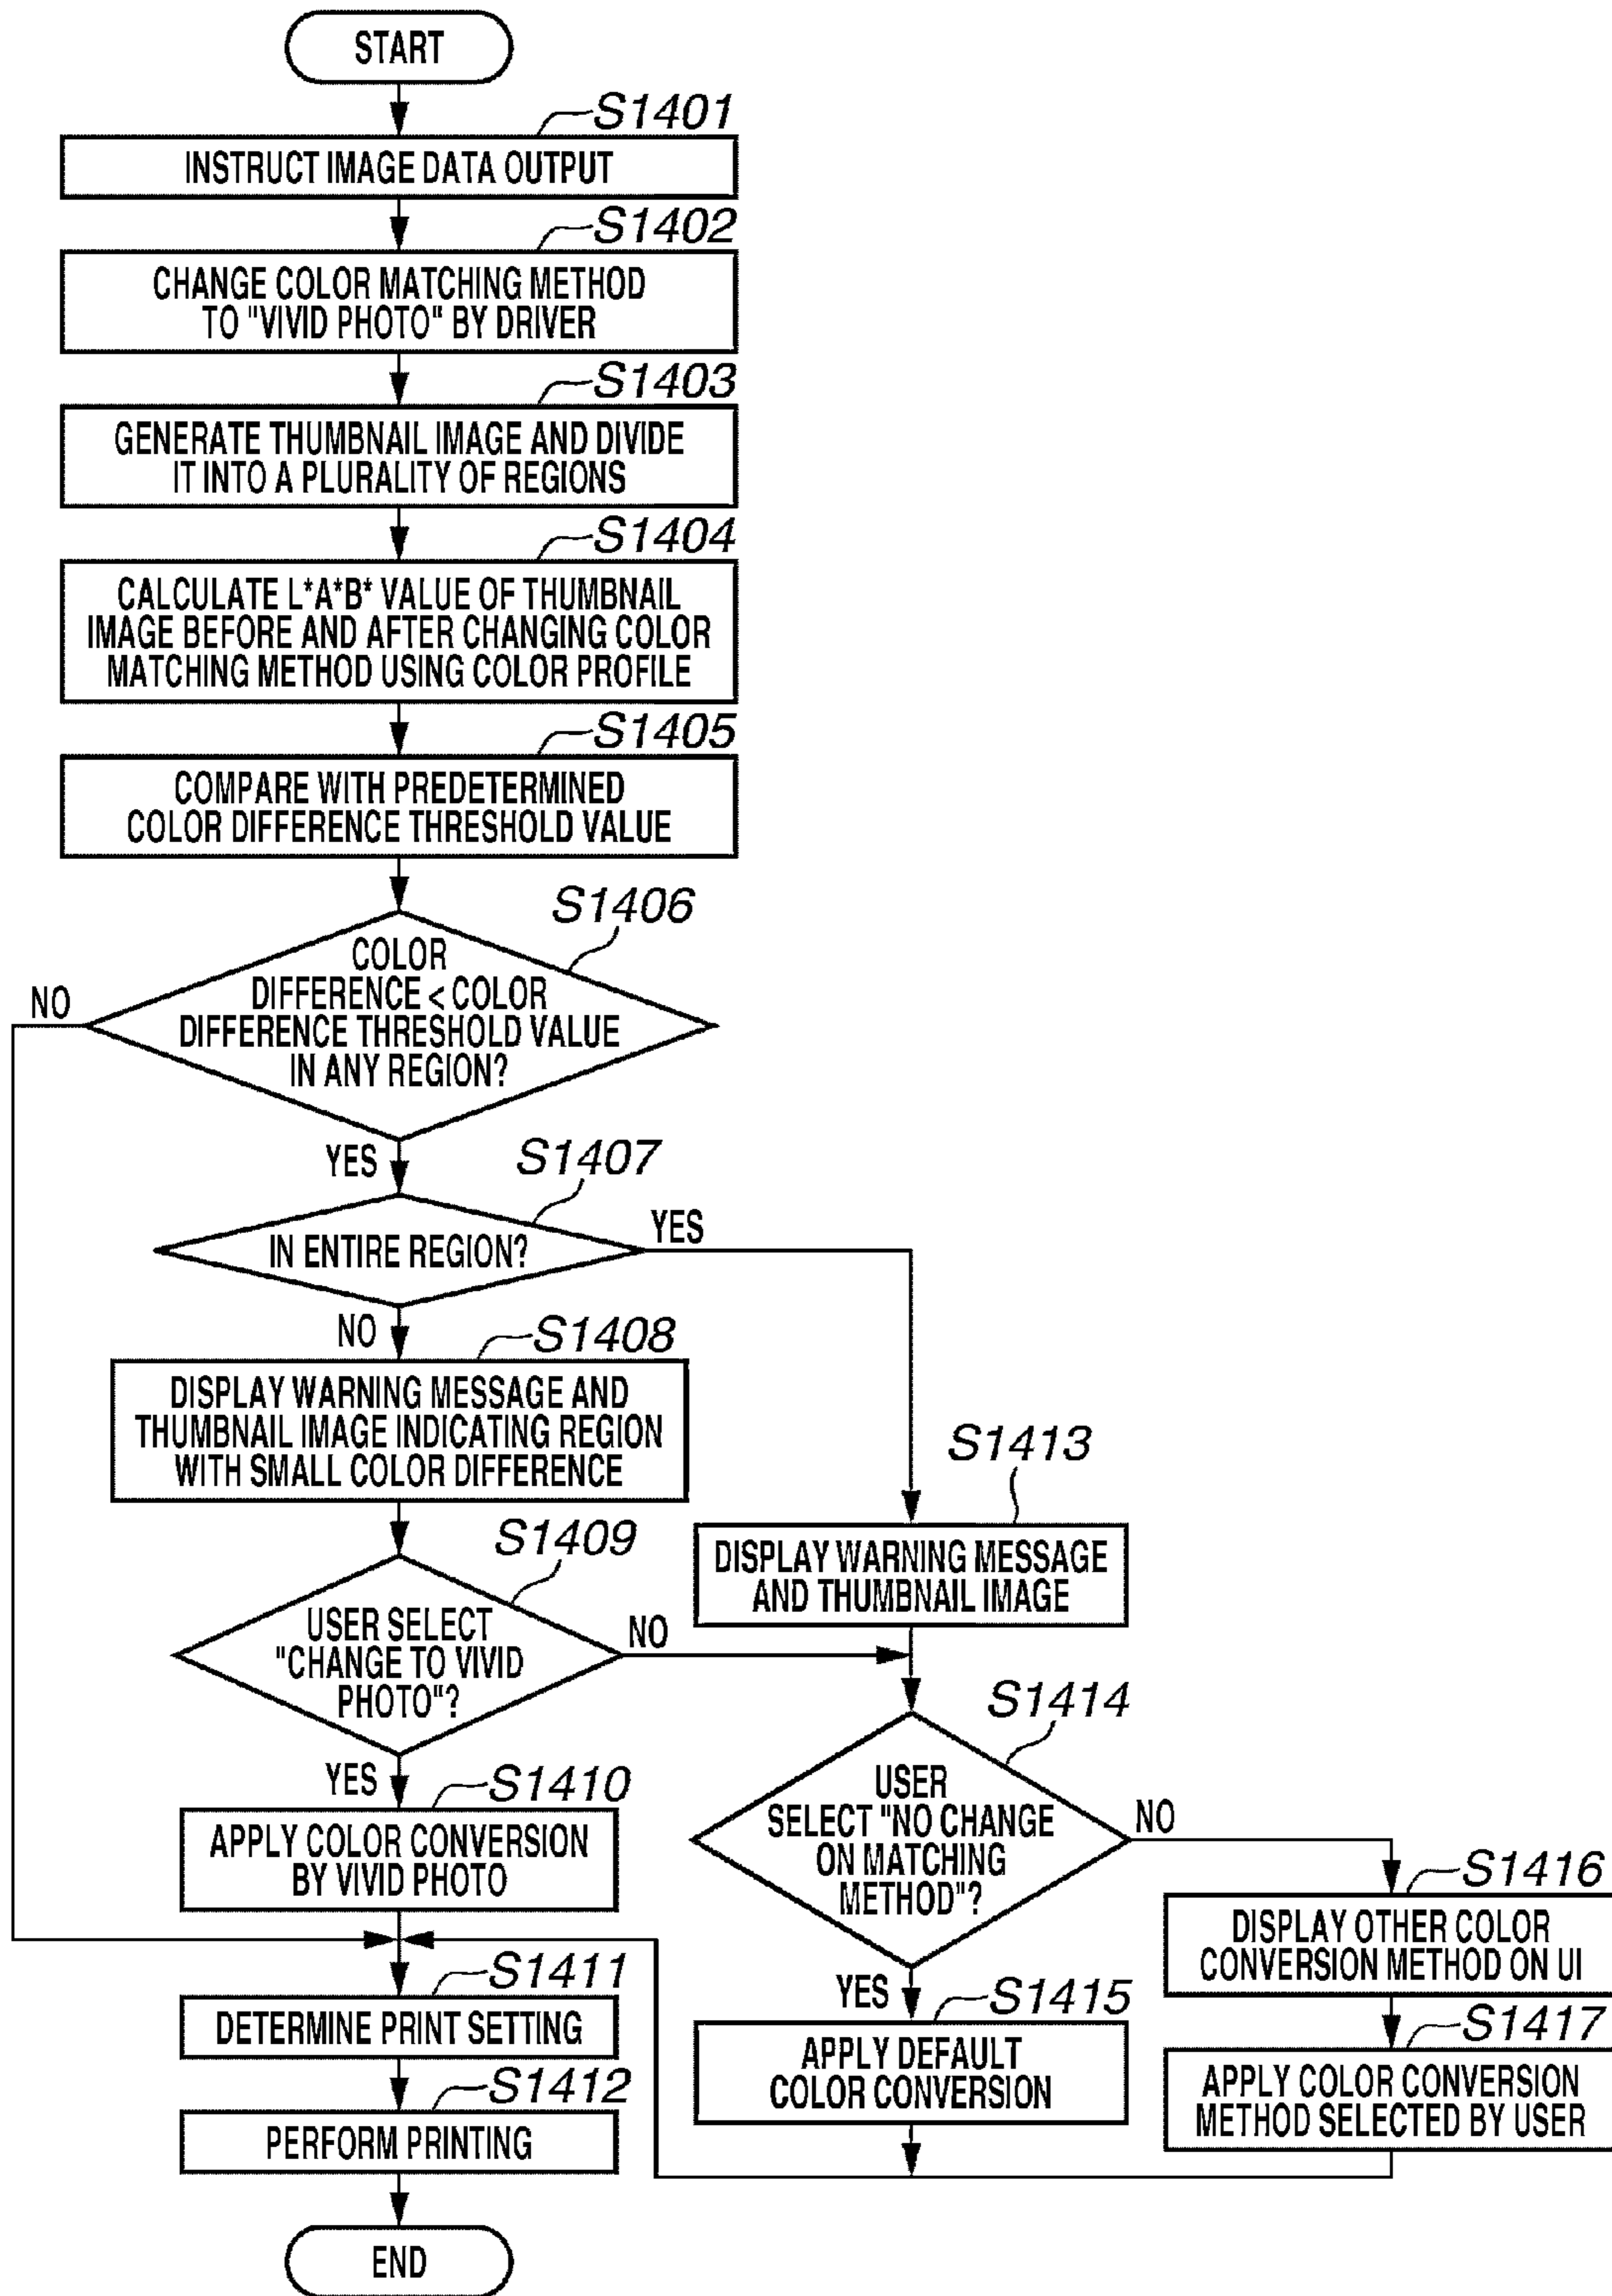 START
S1401
INSTRUCT IMAGE DATA OUTPUT
S1402
CHANGE COLOR MATCHING METHOD
TO "VIVID PHOTO" BY DRIVER
S1403
GENERATE THUMBNAIL IMAGE AND DIVIDE
IT INTO A PLURALITY OF REGIONS
S1404
CALCULATE L*A*B* VALUE OF THUMBNAIL
IMAGE BEFORE AND AFTER CHANGING COLOR
MATCHING METHOD USING COLOR PROFILE
S1405
COMPARE WITH PREDETERMINED
COLOR DIFFERENCE THRESHOLD VALUE
S1406
COLOR
DIFFERENCE < COLOR
DIFFERENCE THRESHOLD VALUE
IN ANY REGION?
NO
YES
S1407
IN ENTIRE REGION?
YES
NO
S1408
DISPLAY WARNING MESSAGE AND
THUMBNAIL IMAGE INDICATING REGION
WITH SMALL COLOR DIFFERENCE
S1409
USER SELECT
"CHANGE TO VIVID
PHOTO"?
NO
YES
S1410
APPLY COLOR CONVERSION
BY VIVID PHOTO
S1411
DETERMINE PRINT SETTING
S1412
PERFORM PRINTING
END
S1413
DISPLAY WARNING MESSAGE
AND THUMBNAIL IMAGE
S1414
USER
SELECT "NO CHANGE
ON MATCHING
METHOD"?
NO
YES
S1415
APPLY DEFAULT
COLOR CONVERSION
S1416
DISPLAY OTHER COLOR
CONVERSION METHOD ON UI
S1417
APPLY COLOR CONVERSION
METHOD SELECTED BY USER